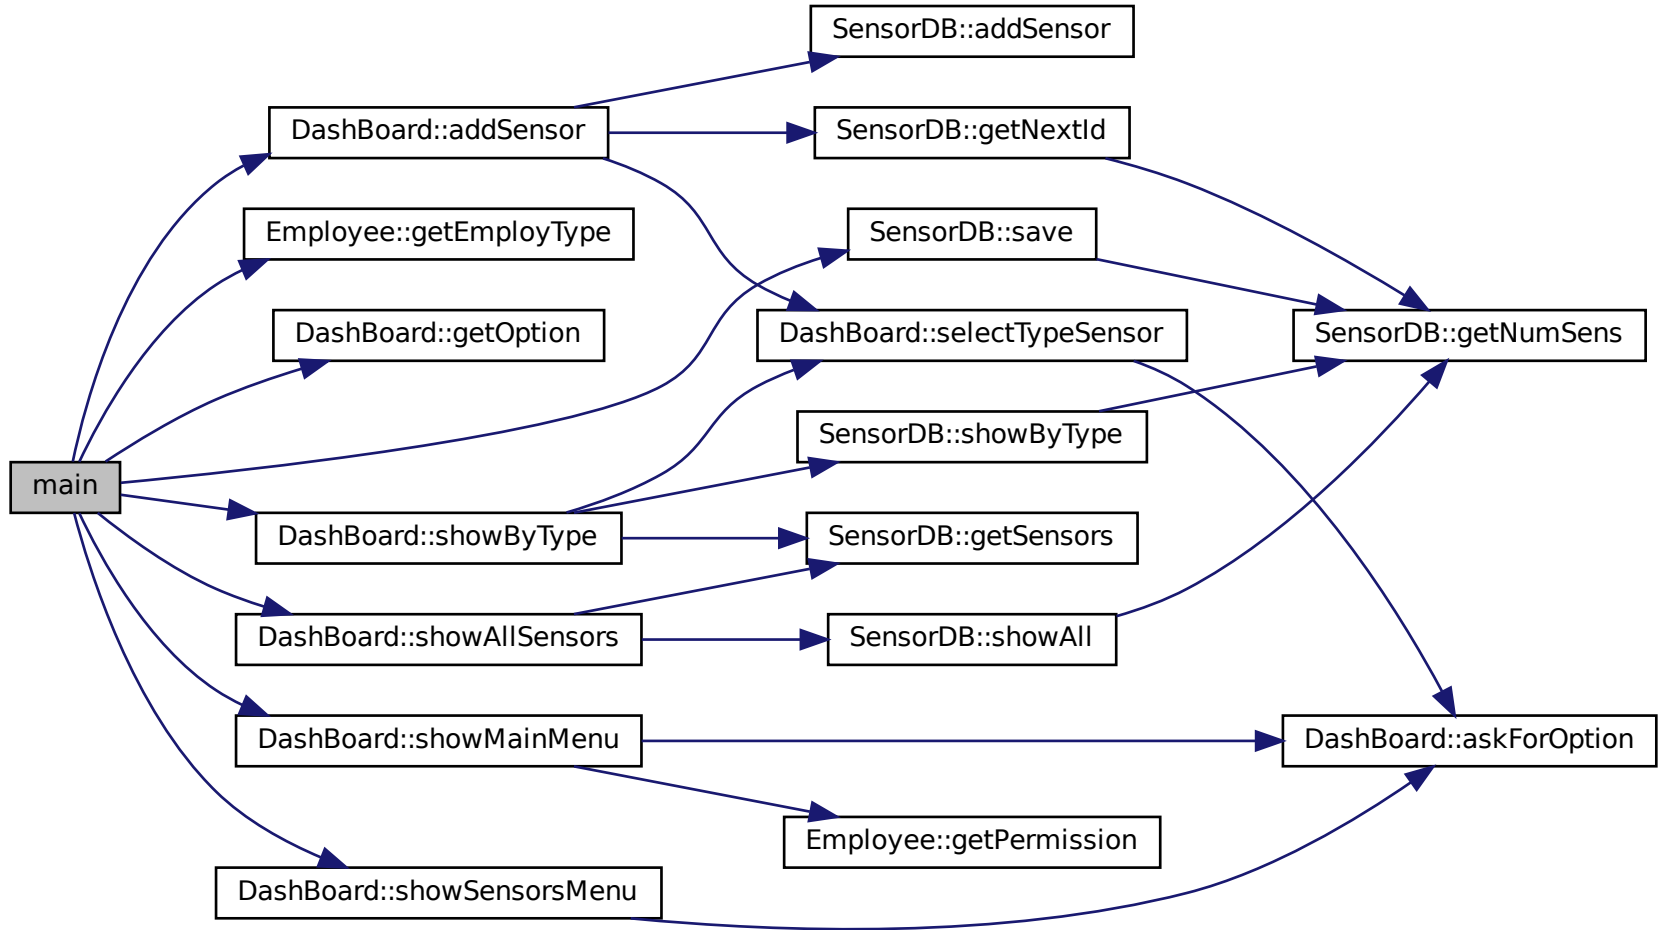 SensorDB::addSensor
DashBoard::addSensor
SensorDB::getNextId
Employee::getEmployType
SensorDB::save
DashBoard::getOption
DashBoard::selectTypeSensor
SensorDB::getNumSens
SensorDB::showByType
main
DashBoard::showByType
SensorDB::getSensors
DashBoard::showAllSensors
SensorDB::showAll
DashBoard::showMainMenu
DashBoard::askForOption
Employee::getPermission
DashBoard::showSensorsMenu